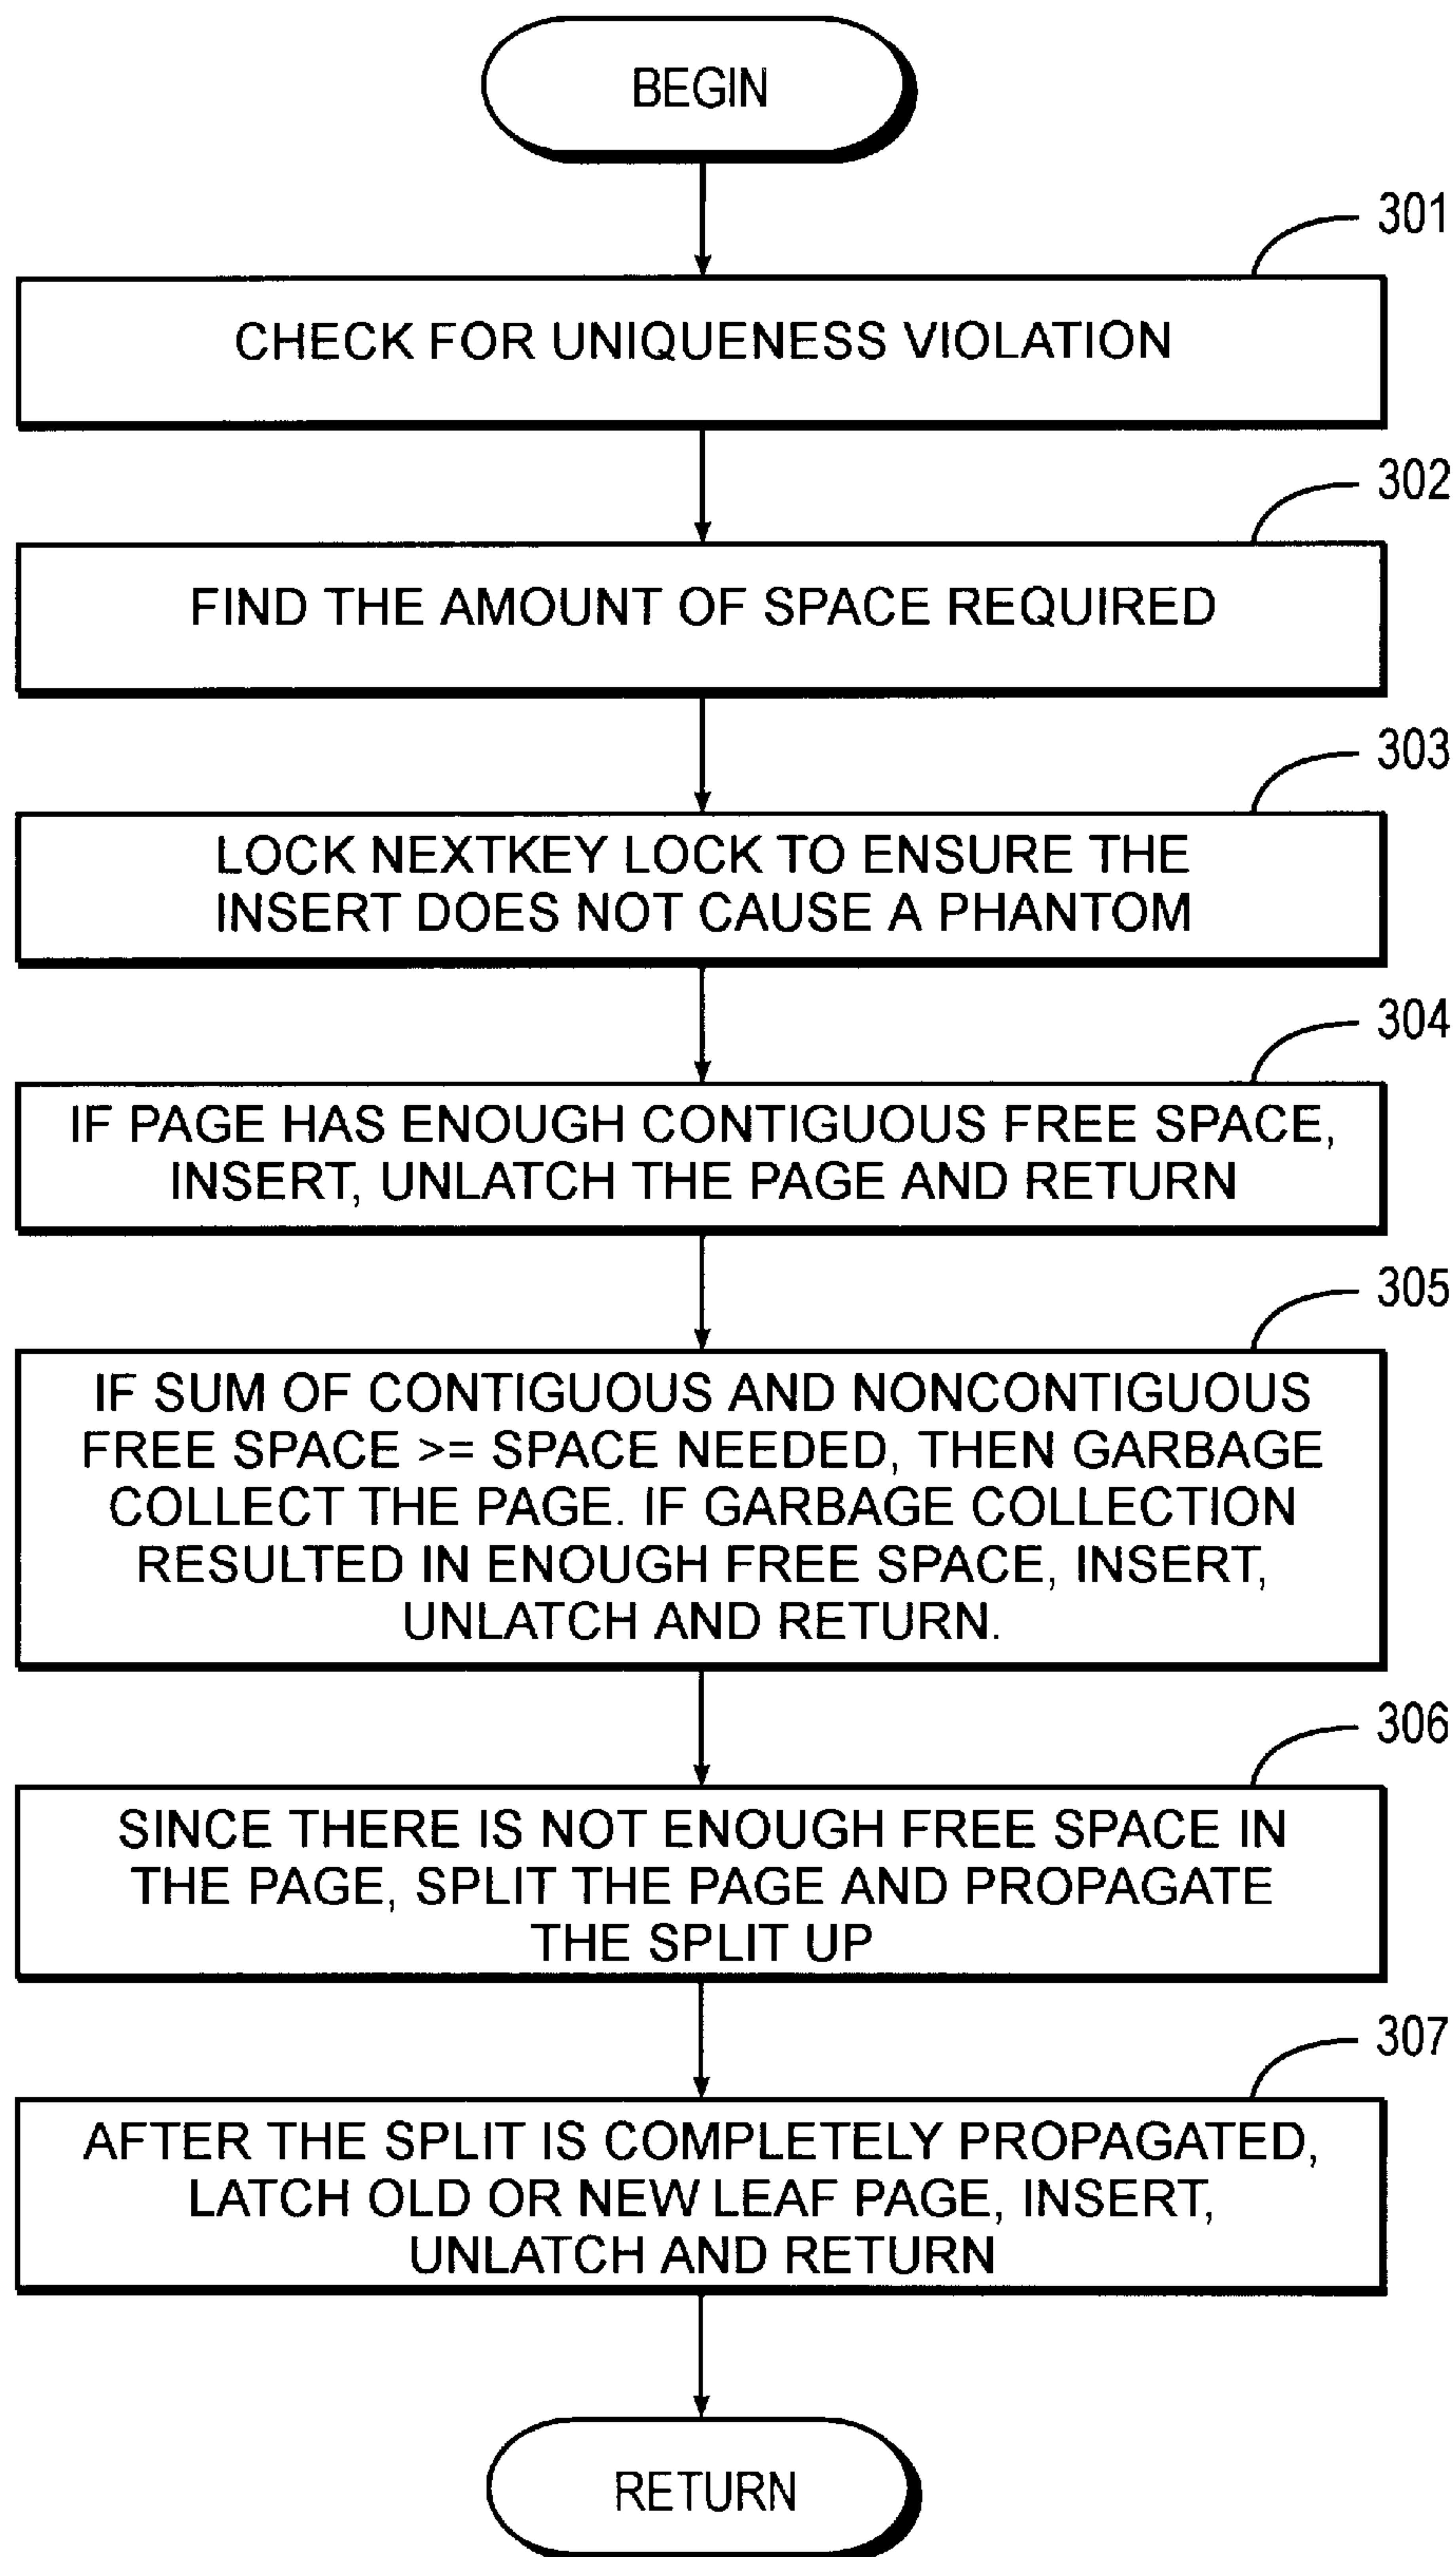 BEGIN
301
CHECK FOR UNIQUENESS VIOLATION
302
FIND THE AMOUNT OF SPACE REQUIRED
303
LOCK NEXTKEY LOCK TO ENSURE THE
INSERT DOES NOT CAUSE A PHANTOM
304
IF PAGE HAS ENOUGH CONTIGUOUS FREE SPACE,
INSERT, UNLATCH THE PAGE AND RETURN
305
IF SUM OF CONTIGUOUS AND NONCONTIGUOUS
FREE SPACE >= SPACE NEEDED, THEN GARBAGE
COLLECT THE PAGE. IF GARBAGE COLLECTION
RESULTED IN ENOUGH FREE SPACE, INSERT,
UNLATCH AND RETURN.
306
SINCE THERE IS NOT ENOUGH FREE SPACE IN
THE PAGE, SPLIT THE PAGE AND PROPAGATE
THE SPLIT UP
307
AFTER THE SPLIT IS COMPLETELY PROPAGATED,
LATCH OLD OR NEW LEAF PAGE, INSERT,
UNLATCH AND RETURN
RETURN